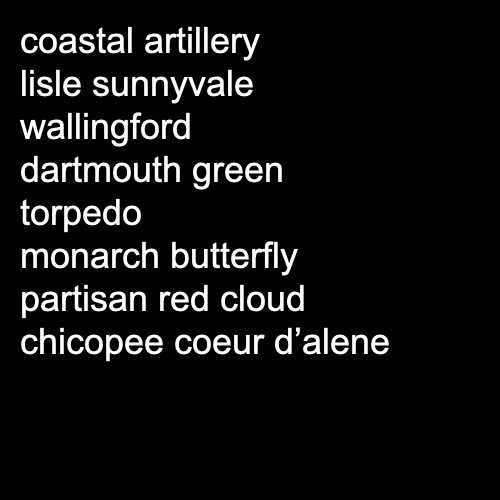 coastal artillery
lisle sunnyvale
wallingford
dartmouth green
torpedo
monarch butterfly
partisan red cloud
chicopee coeur d’alene